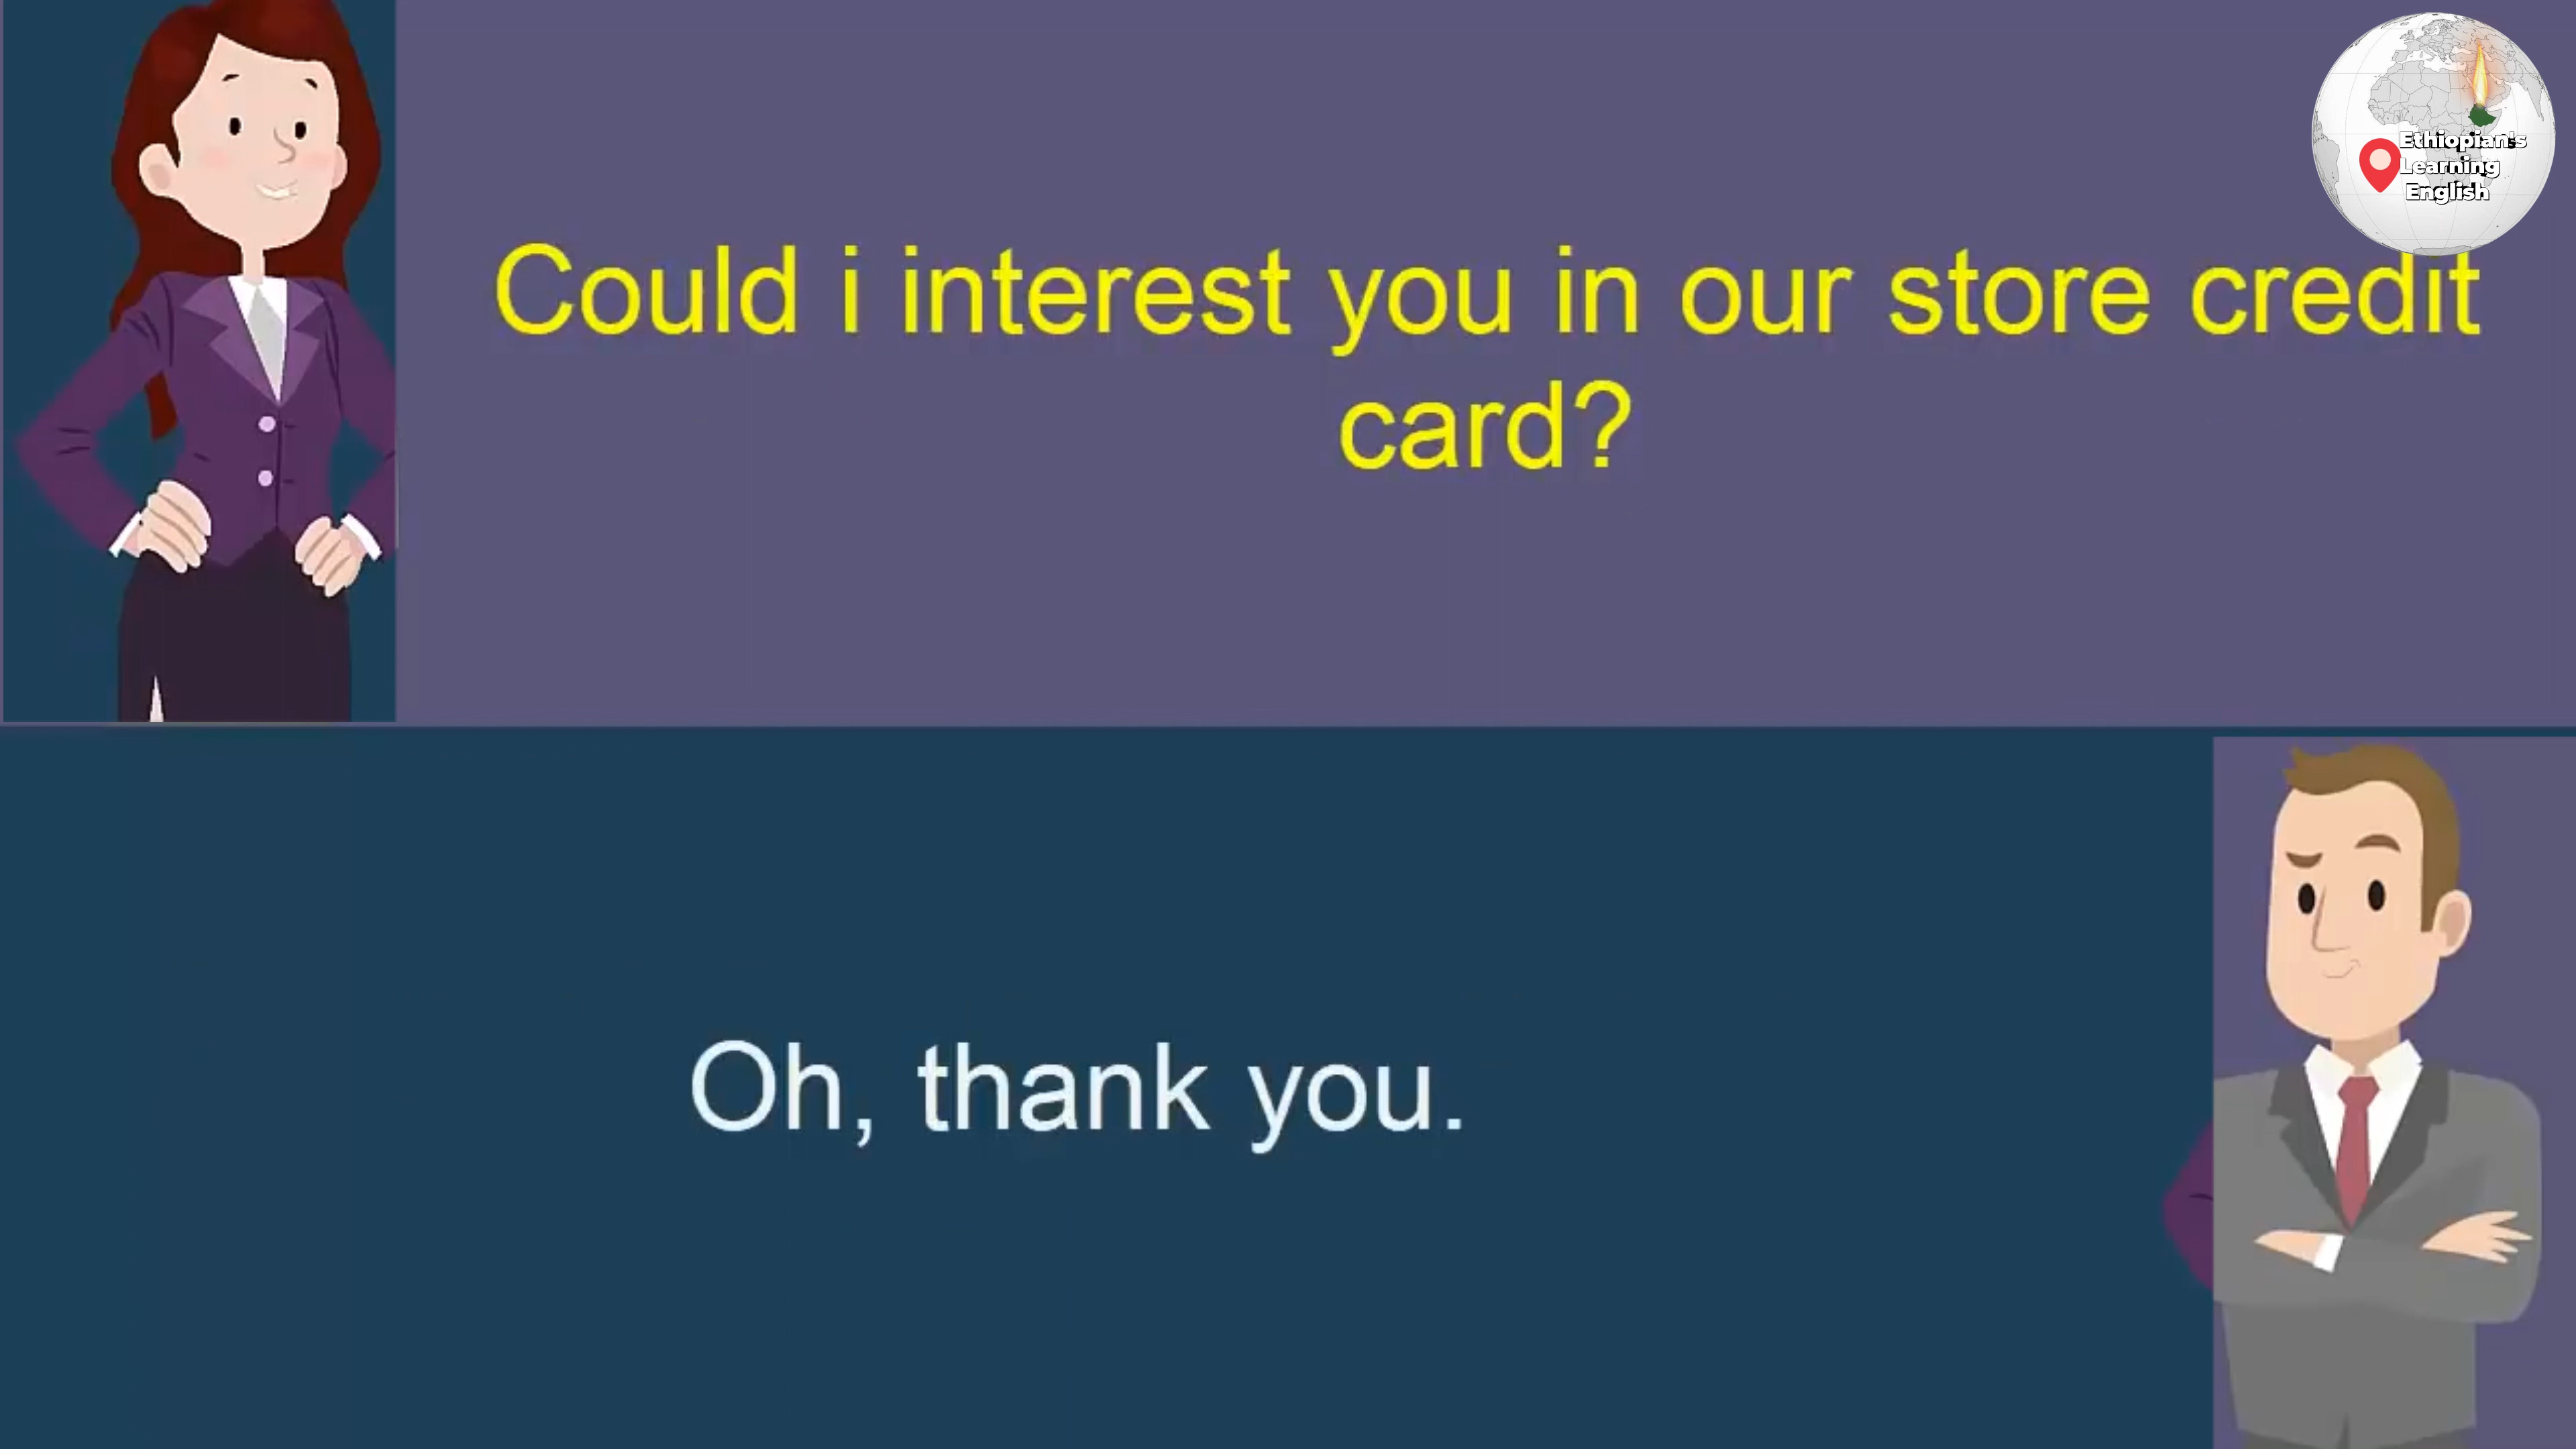 Ethiopian's
Learning
English
Could i interest you in our store credit
card?
Oh, thank you.